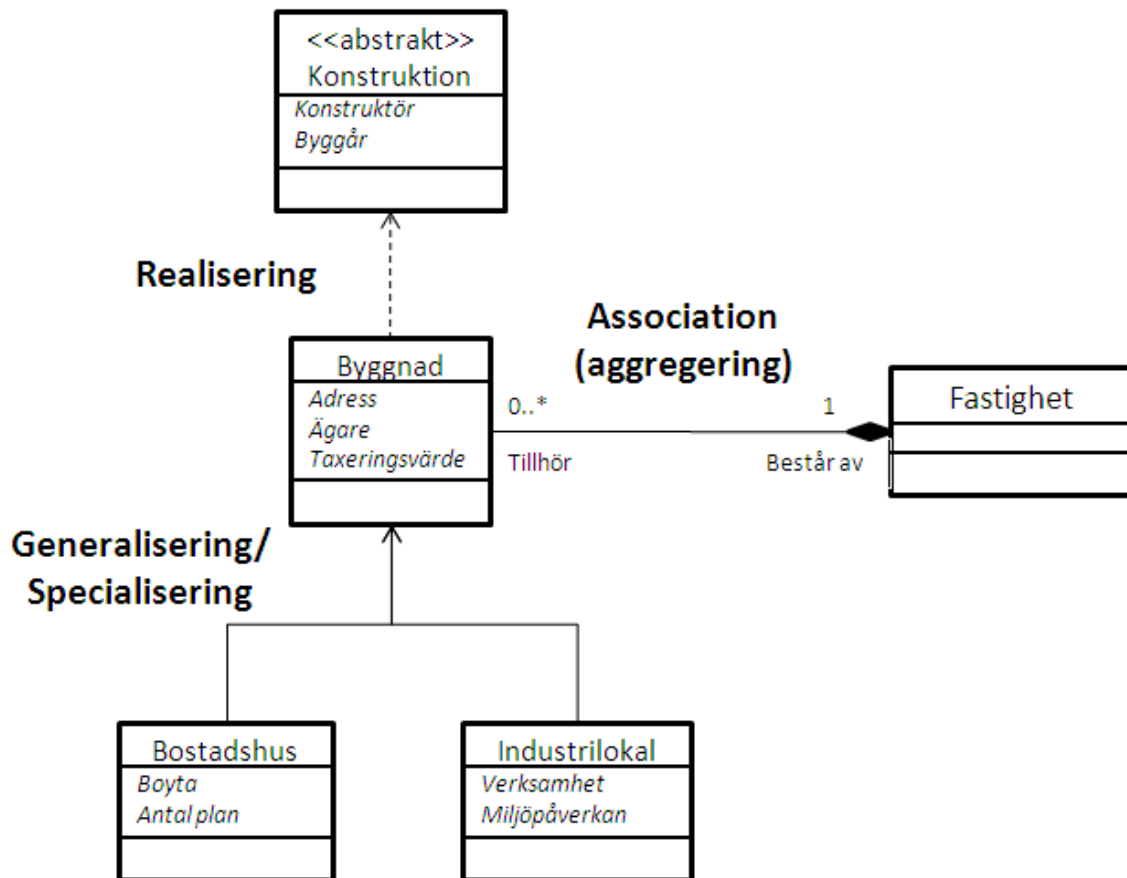 <<abstrakt>>
Konstruktion
Konstruktör
Byggår
Realisering
Association
(aggregering)
Byggnad
Adress
Ägare
Taxeringsvärde
0..*
1
Tillhör
Består av
Fastighet
Generalisering/
Specialisering
Bostadshus
Boyta
Antal plan
Industrilokal
Verksamhet
Miljöpåverkan